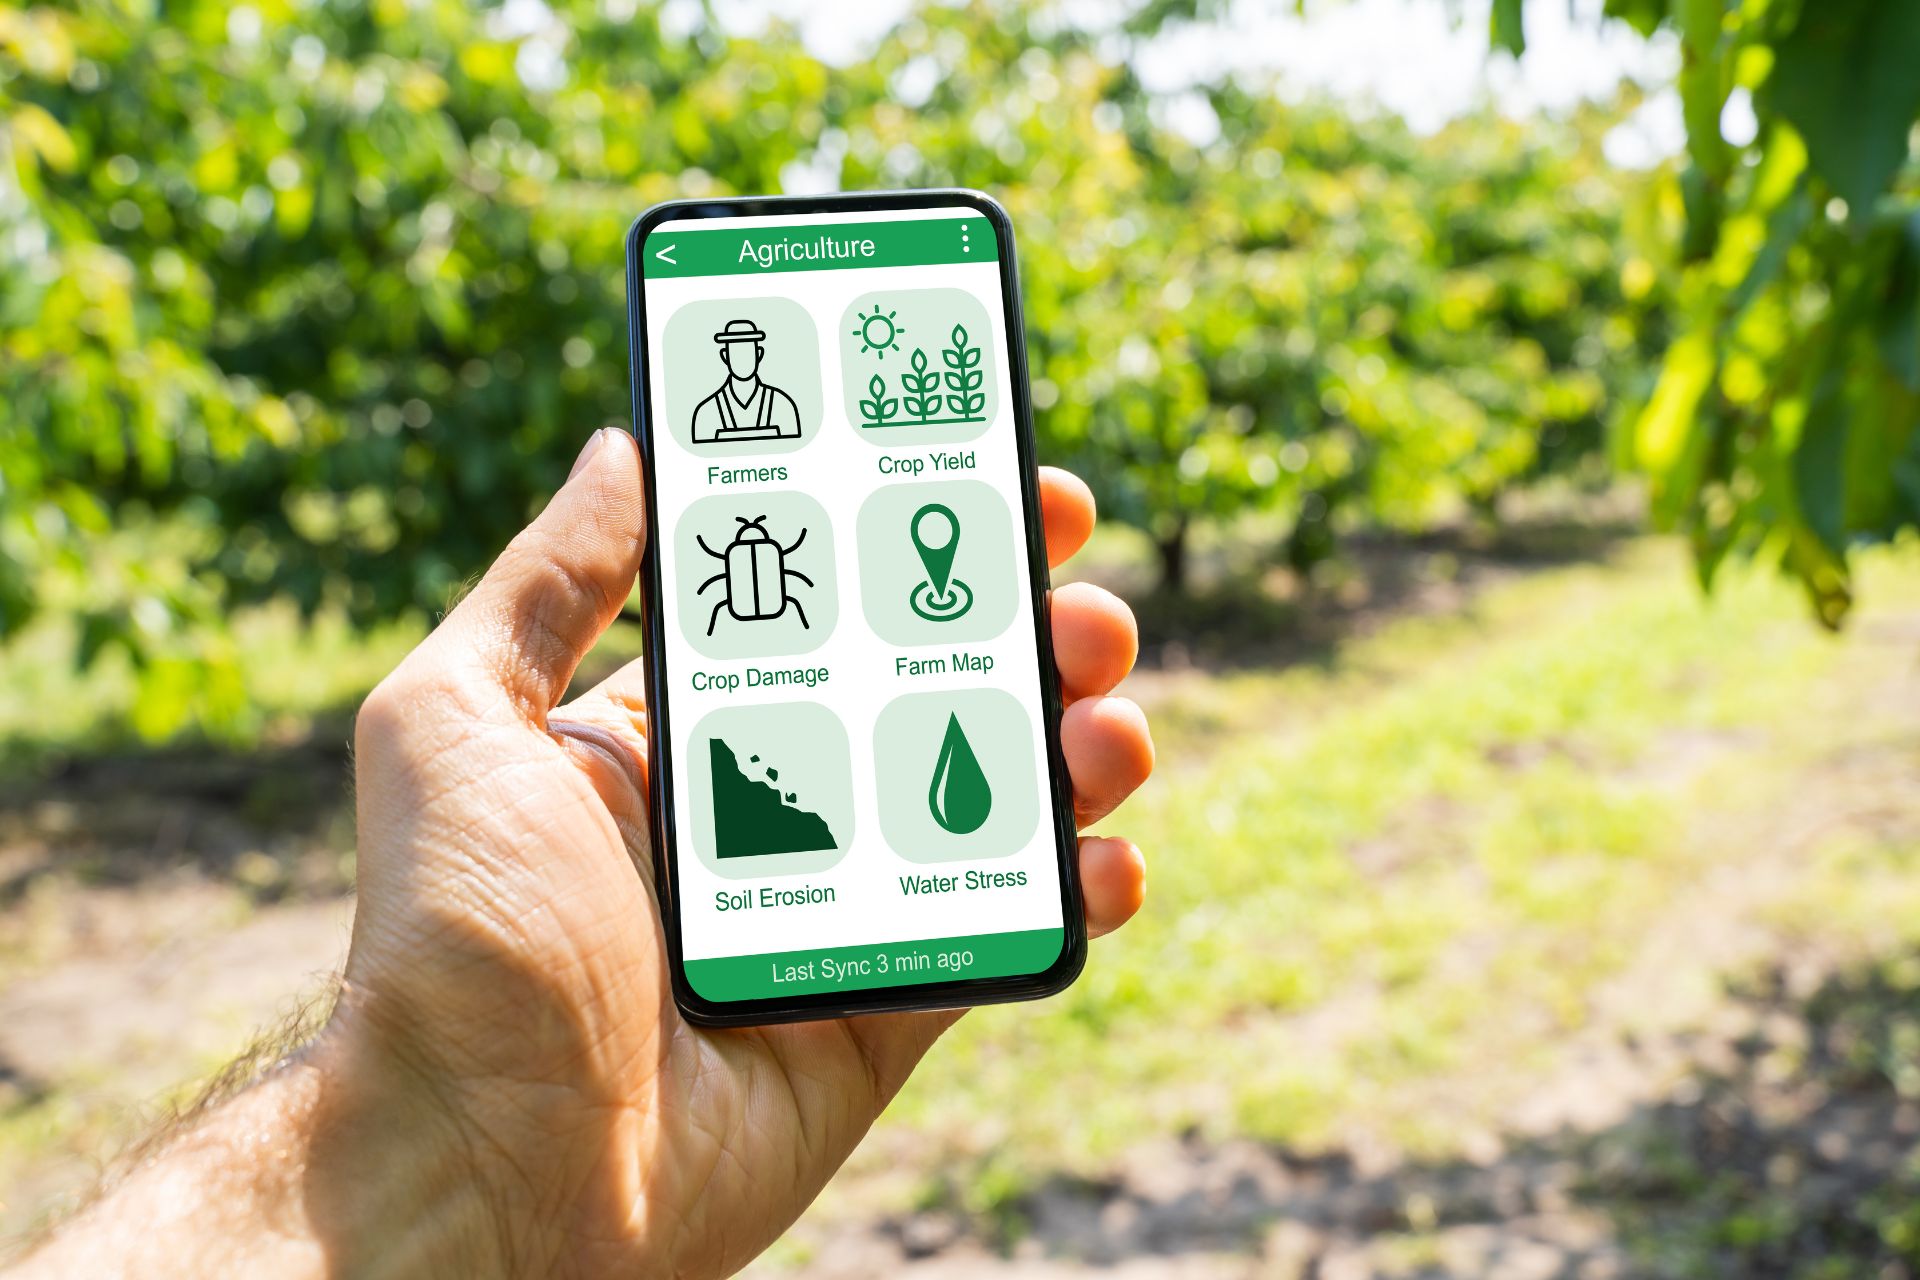 < Agriculture
Farmers
Crop Yield
Crop Damage
Farm Map
Soil Erosion
Water Stress
Last Sync 3 min ago